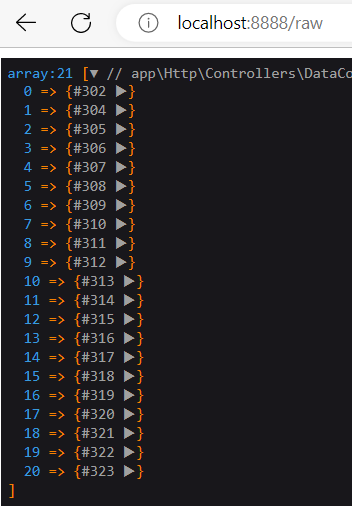 localhost:8888/raw
array:21 [▼ // app\Http\Controllers\DataCo
0 => {#302 ▶}
1 => {#304 ▶}
2 => {#305 ▶}
3 => {#306 ▶}
4 => {#307 ▶}
5 => {#308 ▶}
6 => {#309 ▶}
7 => {#310 ▶}
8 => {#311 ▶}
9 => {#312 ▶}
10 => {#313 ▶}
11 => {#314 ▶}
12 => {#315 ▶}
13 => {#316 ▶}
14 => {#317 ▶}
15 => {#318 ▶}
16 => {#319 ▶}
17 => {#320 ▶}
18 => {#321 ▶}
19 => {#322 ▶}
20 => {#323 ▶}
]